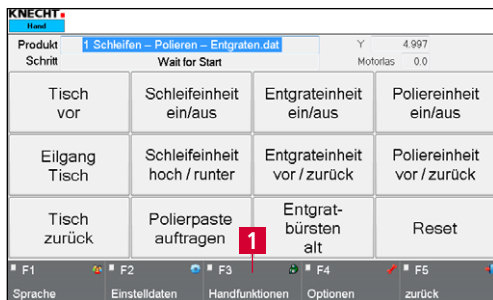 KNECHT
Hand
Produkt 1 Schleifen – Polieren – Entgraten.dat Y 4.997
Schritt Wait for Start Motorlas 0.0
Tisch vor
Schleifeinheit ein/aus
Entgrateinheit ein/aus
Poliereinheit ein/aus
Eilgang Tisch
Schleifeinheit hoch / runter
Entgrateinheit vor / zurück
Poliereinheit vor / zurück
Tisch zurück
Polierpaste auftragen
Entgrat-
bürsten
alt
Reset
1
F1 F2 F3 F4 F5
Sprache Einstelldaten Handfunktionen Optionen zurück